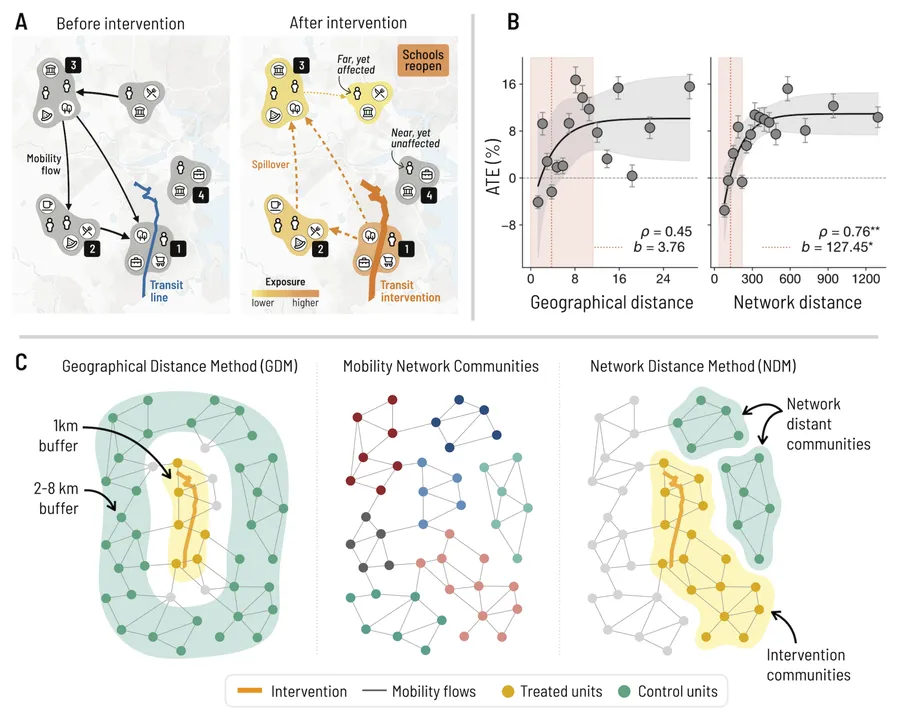 A
Before intervention
After intervention
3
Mobility
flow
4
2
1
Transit
line
3
Far, yet
affected
Schools
reopen
Near, yet
unaffected
Spillover
4
2
1
Exposure
lower
higher
Transit
intervention
B
ATE (%)
16
8
0
−8
0
8
16
24
Geographical distance
ρ = 0.45
b = 3.76
0
300
600
900
1200
Network distance
ρ = 0.76**
b = 127.45*
C
Geographical Distance Method (GDM)
1km
buffer
2-8 km
buffer
Mobility Network Communities
Network Distance Method (NDM)
Network
distant
communities
Intervention
communities
Intervention
Mobility flows
Treated units
Control units